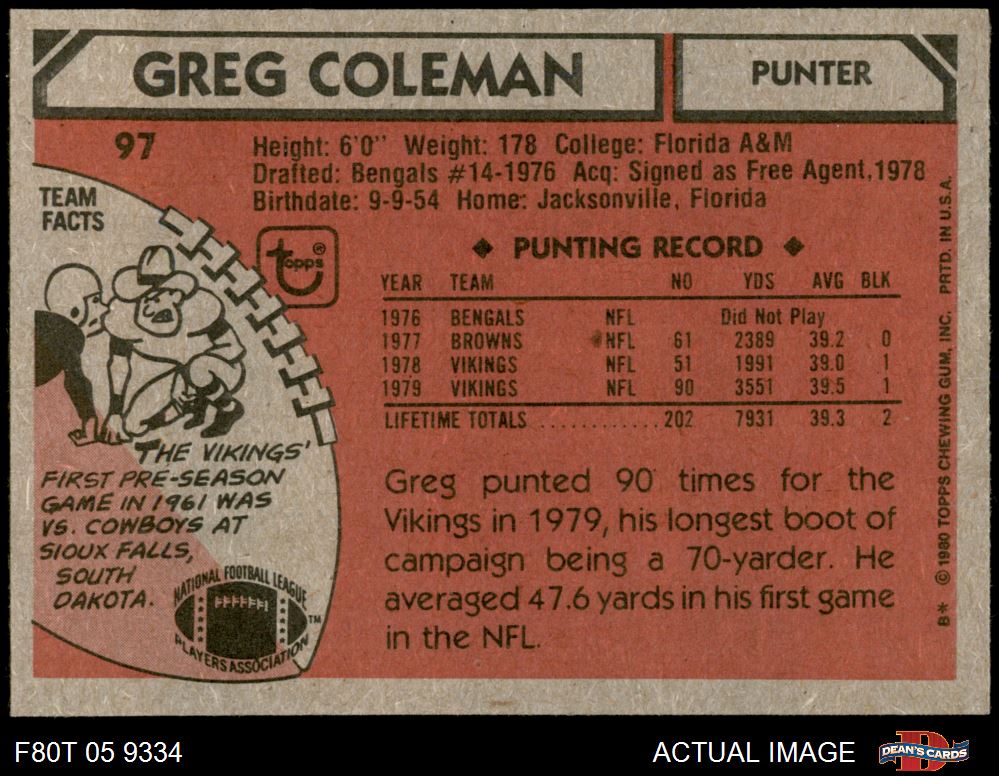 GREG COLEMAN
PUNTER
97
Height: 6'0" Weight: 178 College: Florida A&M
Drafted: Bengals #14-1976 Acq: Signed as Free Agent, 1978
Birthdate: 9-9-54 Home: Jacksonville, Florida
TEAM
FACTS
topps®
◆ PUNTING RECORD ◆
YEAR TEAM NO YDS AVG BLK
1976 BENGALS NFL Did Not Play
1977 BROWNS NFL 61 2389 39.2 0
1978 VIKINGS NFL 51 1991 39.0 1
1979 VIKINGS NFL 90 3551 39.5 1
LIFETIME TOTALS ............ 202 7931 39.3 2
THE VIKINGS'
FIRST PRE-SEASON
GAME IN 1961 WAS
VS. COWBOYS AT
SIOUX FALLS,
SOUTH
DAKOTA.
NATIONAL FOOTBALL LEAGUE
PLAYERS ASSOCIATION
TM
Greg punted 90 times for the
Vikings in 1979, his longest boot of
campaign being a 70-yarder. He
averaged 47.6 yards in his first game
in the NFL.
B* © 1980 TOPPS CHEWING GUM, INC. PRTD. IN U.S.A.
F80T 05 9334
ACTUAL IMAGE
DEAN'S CARDS